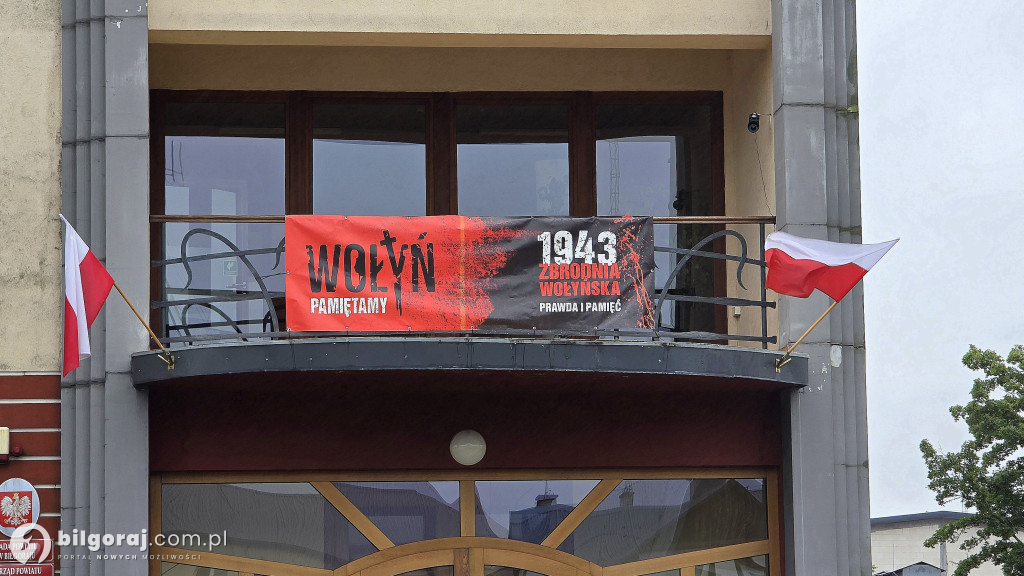 WOŁYŃ
PAMIĘTAMY
1943
ZBRODNIA
WOŁYŃSKA
PRAWDA I PAMIĘĆ
bilgoraj.com.pl
PORTAL NOWYCH MOŻLIWOŚCI